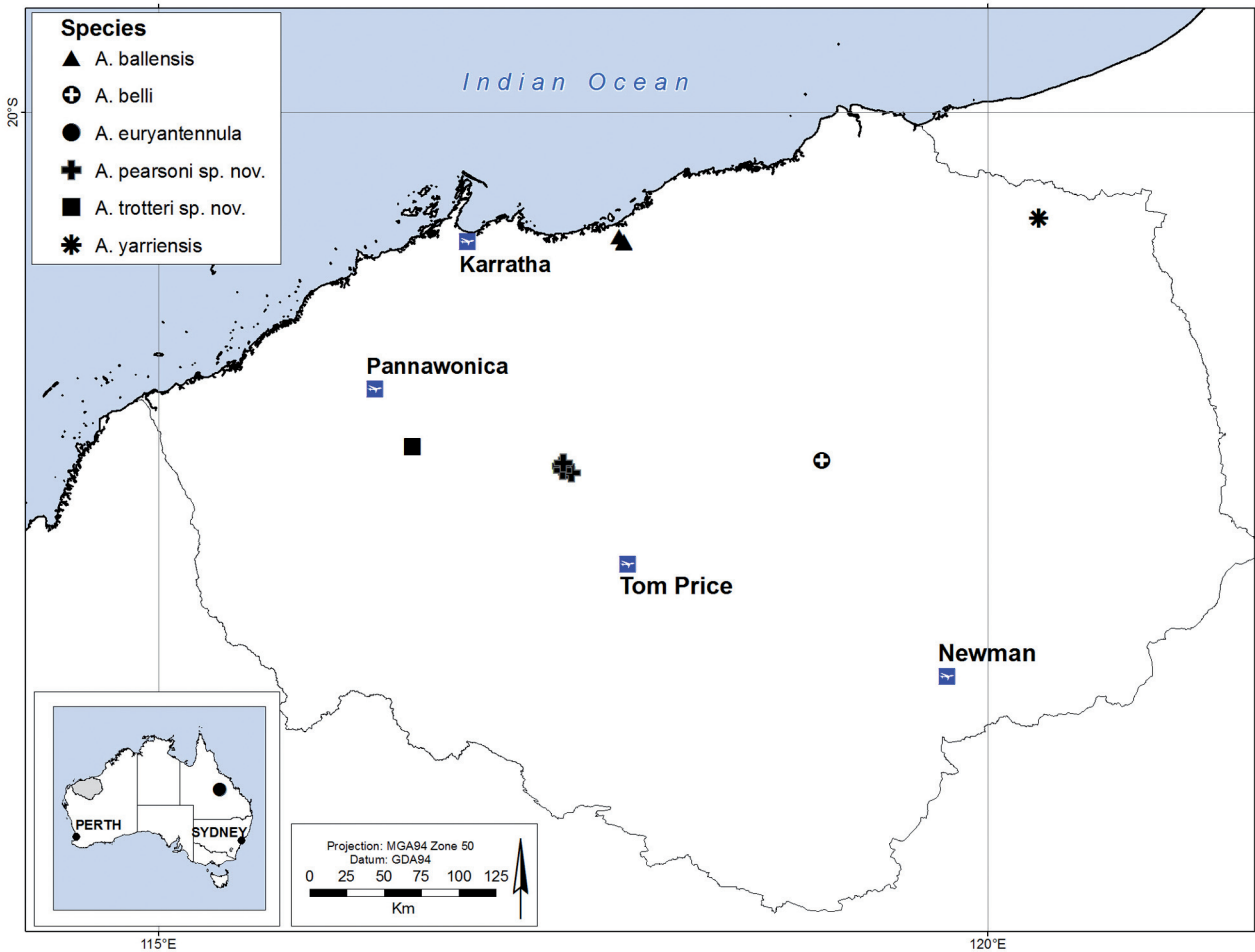 Species
A. ballensis
A. belli
A. euryantennula
A. pearsoni sp. nov.
A. trotteri sp. nov.
A. yarriensis
Indian Ocean
20°S
Karratha
Pannawonica
Tom Price
Newman
PERTH
SYDNEY
Projection: MGA94 Zone 50
Datum: GDA94
0 25 50 75 100 125
Km
115°E
120°E